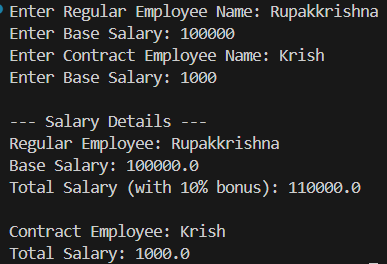 Enter Regular Employee Name: Rupakkrishna
Enter Base Salary: 100000
Enter Contract Employee Name: Krish
Enter Base Salary: 1000
--- Salary Details ---
Regular Employee: Rupakkrishna
Base Salary: 100000.0
Total Salary (with 10% bonus): 110000.0
Contract Employee: Krish
Total Salary: 1000.0